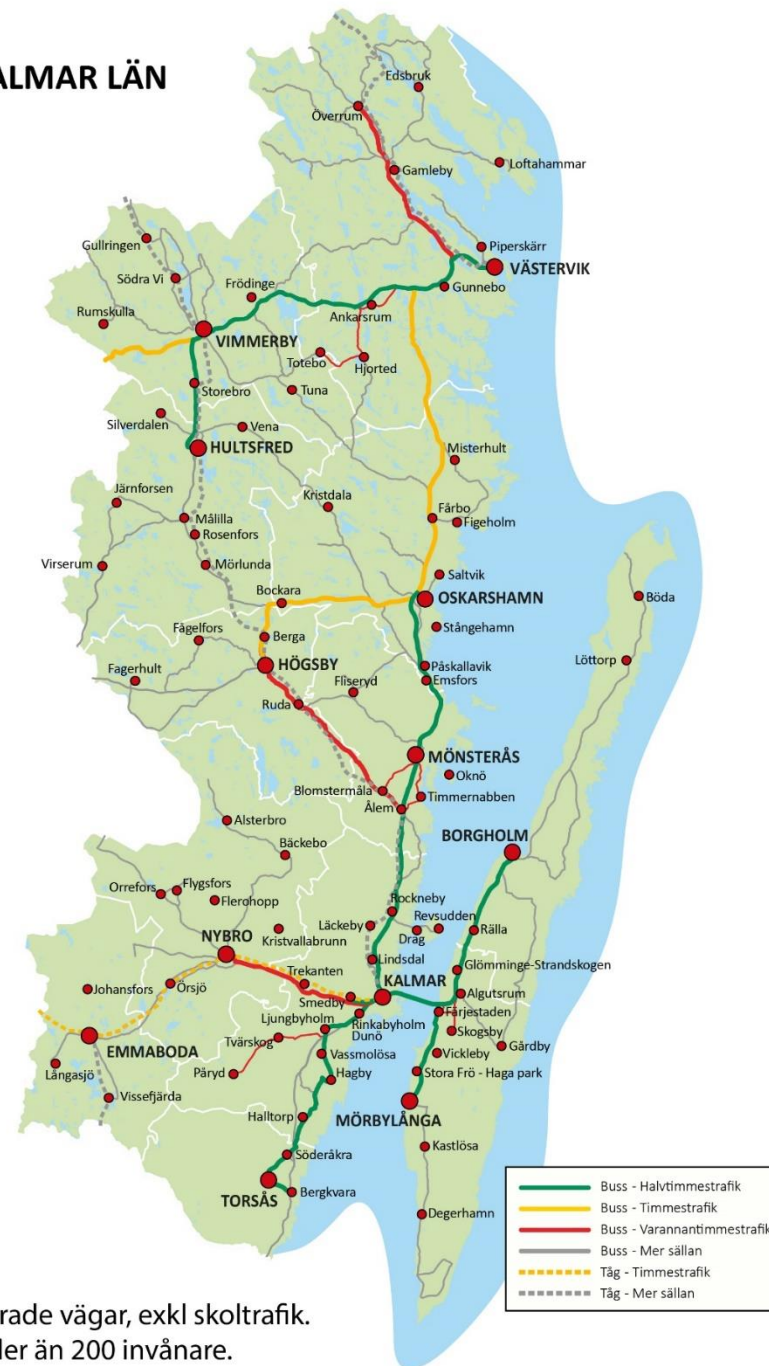 ALMAR LÄN
Edsbruk
Överrum
Loftahammar
Gamleby
Gullringen
Piperskärr
VÄSTERVIK
Södra Vi
Frödinge
Gunnebo
Rumskulla
Ankarsrum
VIMMERBY
Totebo
Hjorted
Storebro
Tuna
Silverdalen
Vena
HULTSFRED
Misterhult
Järnforsen
Kristdala
Målilla
Fårbo
Figeholm
Rosenfors
Virserum
Mörlunda
Saltvik
Bockara
OSKARSHAMN
Böda
Fågelfors
Berga
Stångehamn
Löttorp
HÖGSBY
Påskallavik
Fagerhult
Fliseryd
Emsfors
Ruda
MÖNSTERÅS
Oknö
Blomstermåla
Timmernabben
Ålem
Alsterbro
BORGHOLM
Bäckebo
Orrefors
Flygsfors
Flerohopp
Rockneby
Revsudden
Läckeby
Drag
Rälla
NYBRO
Kristvallabrunn
Lindsdal
Glömminge-Strandskogen
Trekanten
KALMAR
Johansfors
Örsjö
Smedby
Algutsrum
Färjestaden
Ljungbyholm
Rinkabyholm
Dunö
Skogsby
EMMABODA
Tvärskog
Gårdby
Vassmolösa
Vickleby
Långasjö
Påryd
Hagby
Stora Frö - Haga park
Vissefjärda
MÖRBYLÅNGA
Halltorp
Kastlösa
Söderåkra
TORSÅS
Bergkvara
Degerhamn
Buss - Halvtimmestrafik
Buss - Timmestrafik
Buss - Varannantimmestrafik
Buss - Mer sällan
Tåg - Timmestrafik
Tåg - Mer sällan
rade vägar, exkl skoltrafik.
ler än 200 invånare.